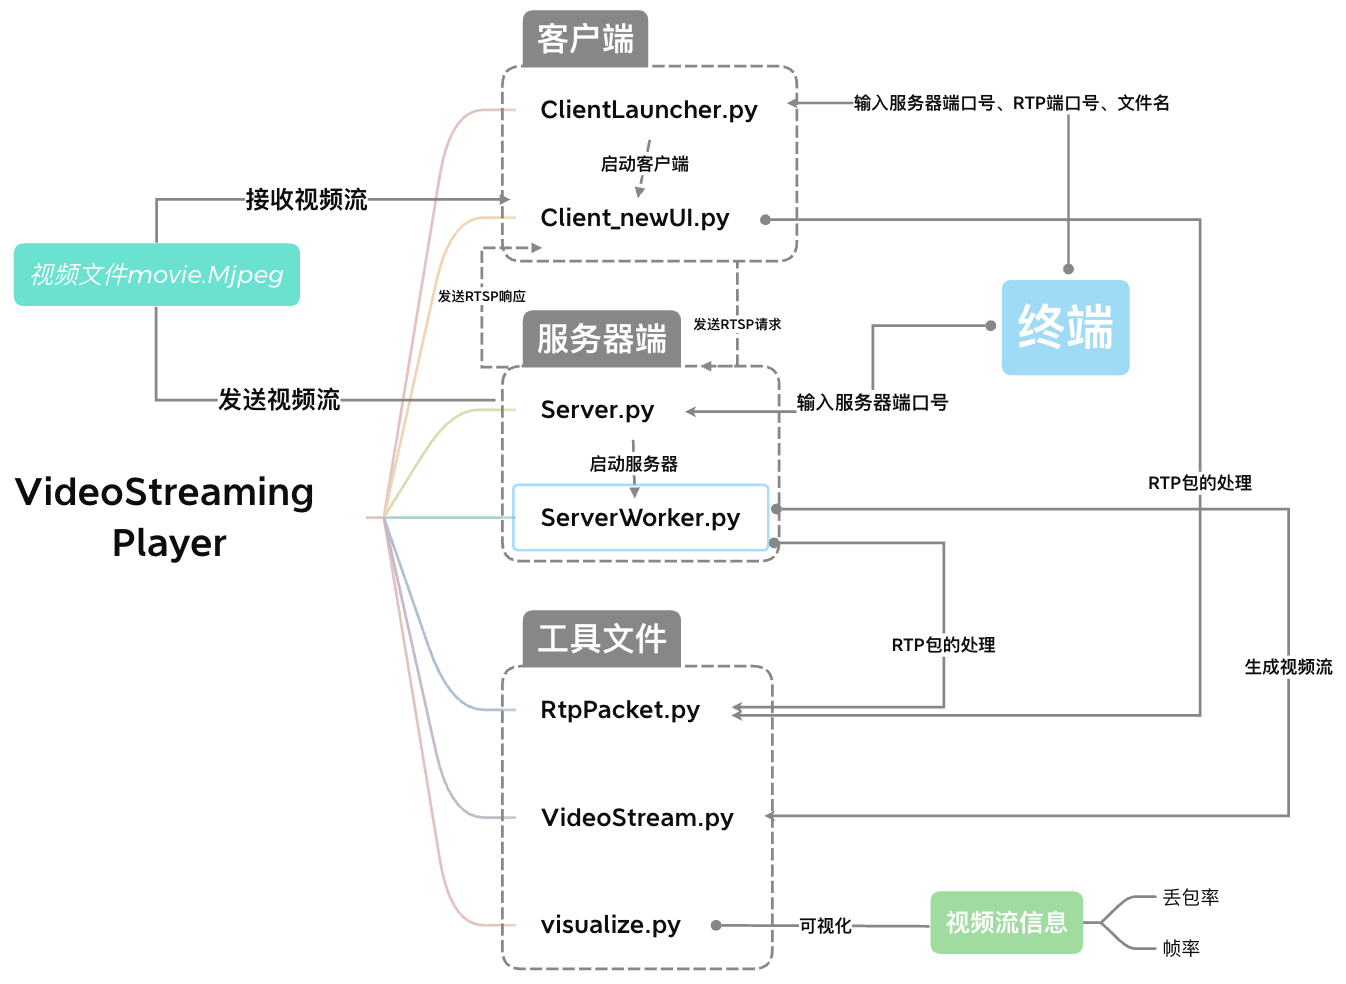 客户端
ClientLauncher.py
输入服务器端口号、RTP端口号、文件名
启动客户端
接收视频流
Client_newUI.py
视频文件movie.Mjpeg
发送RTSP响应
发送RTSP请求
终端
服务器端
发送视频流
Server.py
输入服务器端口号
启动服务器
RTP包的处理
VideoStreaming
Player
ServerWorker.py
工具文件
RTP包的处理
生成视频流
RtpPacket.py
VideoStream.py
visualize.py
可视化
视频流信息
丢包率
帧率